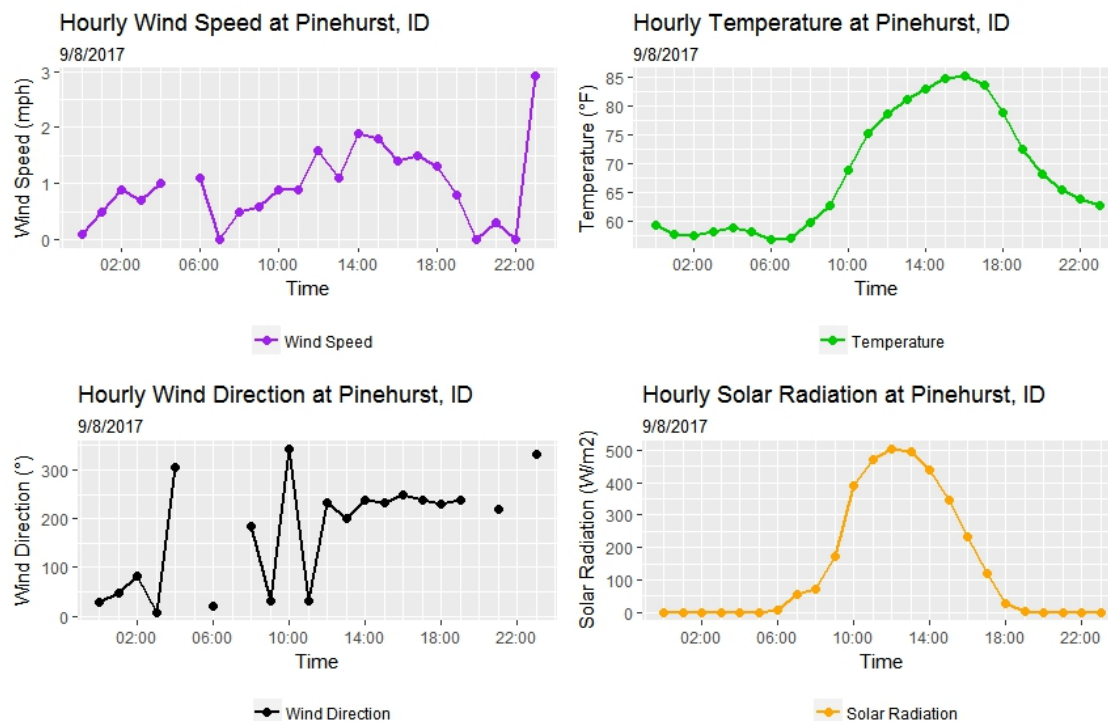 Hourly Wind Speed at Pinehurst, ID
9/8/2017
Wind Speed (mph)
3
2
1
0
02:00 06:00 10:00 14:00 18:00 22:00
Time
Wind Speed
Hourly Temperature at Pinehurst, ID
9/8/2017
Temperature (°F)
85
80
75
70
65
60
02:00 06:00 10:00 14:00 18:00 22:00
Time
Temperature
Hourly Wind Direction at Pinehurst, ID
9/8/2017
Wind Direction (°)
300
200
100
0
02:00 06:00 10:00 14:00 18:00 22:00
Time
Wind Direction
Hourly Solar Radiation at Pinehurst, ID
9/8/2017
Solar Radiation (W/m2)
500
400
300
200
100
0
02:00 06:00 10:00 14:00 18:00 22:00
Time
Solar Radiation